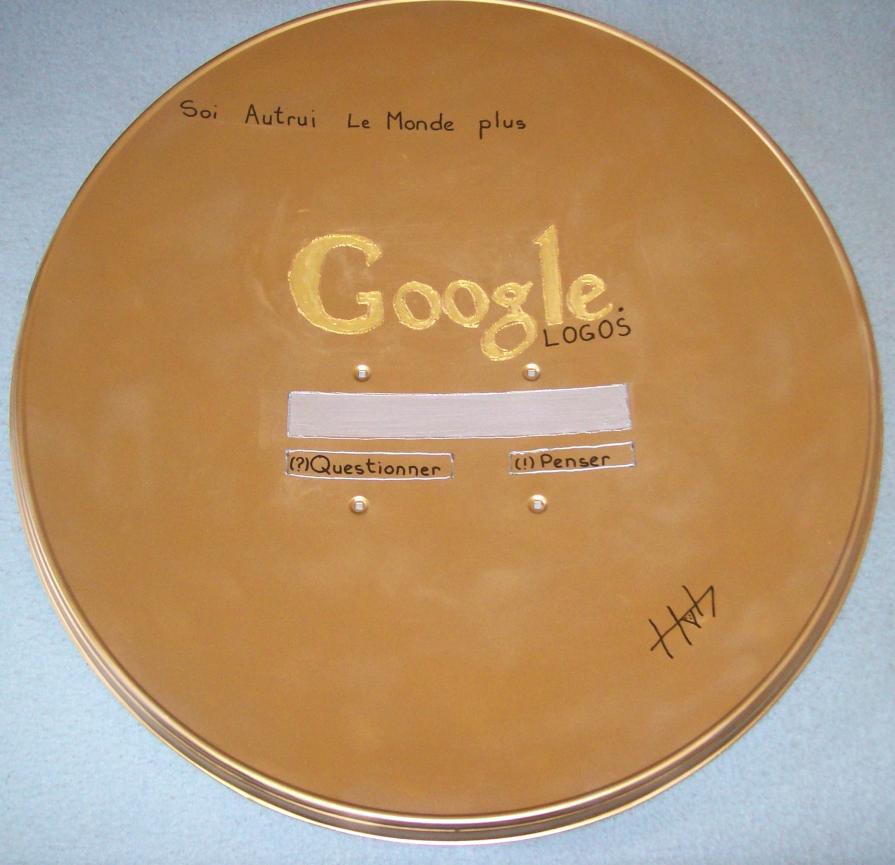 Soi Autrui Le Monde plus
Google.
LOGOS
(?)Questionner (!) Penser